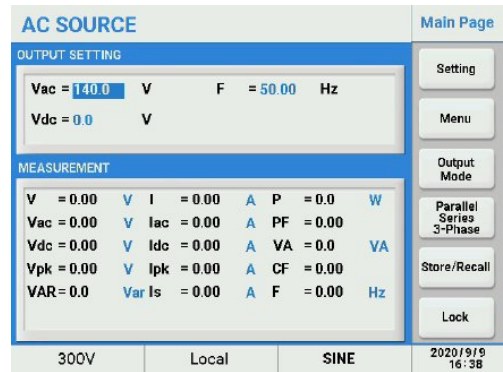 AC SOURCE
Main Page
OUTPUT SETTING
Vac = 140.0 V F = 50.00 Hz
Vdc = 0.0 V
MEASUREMENT
V = 0.00 V I = 0.00 A P = 0.0 W
Vac = 0.00 V Iac = 0.00 A PF = 0.00
Vdc = 0.00 V Idc = 0.00 A VA = 0.0 VA
Vpk = 0.00 V Ipk = 0.00 A CF = 0.00
VAR= 0.0 Var Is = 0.00 A F = 0.00 Hz
300V Local SINE
Setting
Menu
Output
Mode
Parallel
Series
3-Phase
Store/Recall
Lock
2020/9/9
16:38